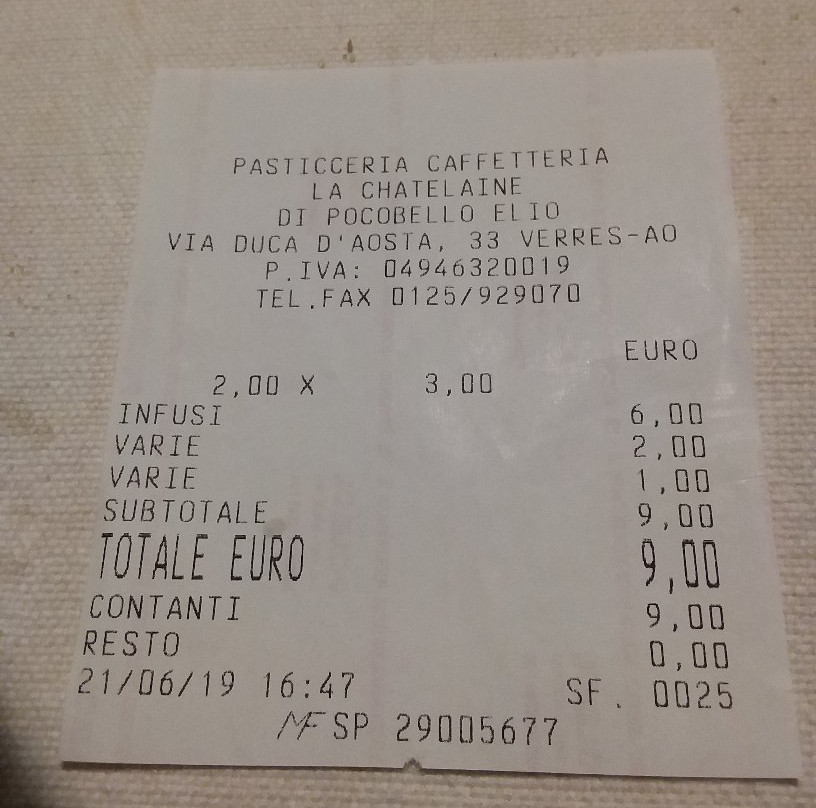 PASTICCERIA CAFFETTERIA
LA CHATELAINE
DI POCOBELLO ELIO
VIA DUCA D'AOSTA, 33 VERRES-AO
P.IVA: 04946320019
TEL.FAX 0125/929070
EURO
2,00 X 3,00
INFUSI 6,00
VARIE 2,00
VARIE 1,00
SUBTOTALE 9,00
TOTALE EURO 9,00
CONTANTI 9,00
RESTO 0,00
21/06/19 16:47 SF. 0025
MF SP 29005677